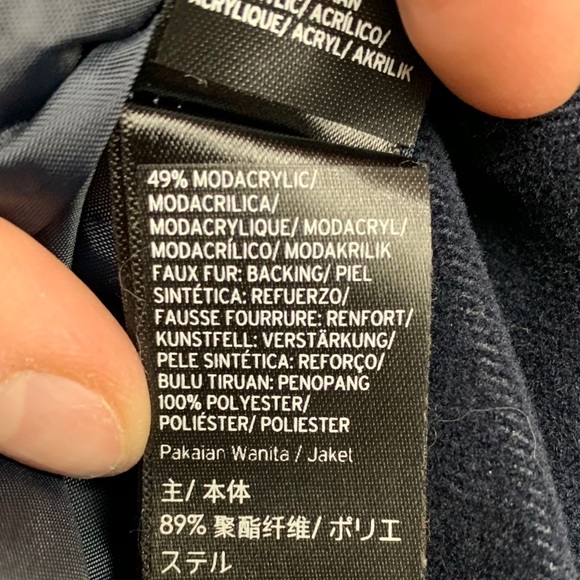 ACRÍLICO/
ACRYLIQUE/ ACRYL/ AKRILIK
49% MODACRYLIC/
MODACRILICA/
MODACRYLIQUE/ MODACRYL/
MODACRÍLICO/ MODAKRILIK
FAUX FUR: BACKING/ PIEL
SINTÉTICA: REFUERZO/
FAUSSE FOURRURE: RENFORT/
KUNSTFELL: VERSTÄRKUNG/
PELE SINTÉTICA: REFORÇO/
BULU TIRUAN: PENOPANG
100% POLYESTER/
POLIÉSTER/ POLIESTER
Pakaian Wanita / Jaket
主/ 本体
89% 聚酯纤维/ ポリエ
ステル